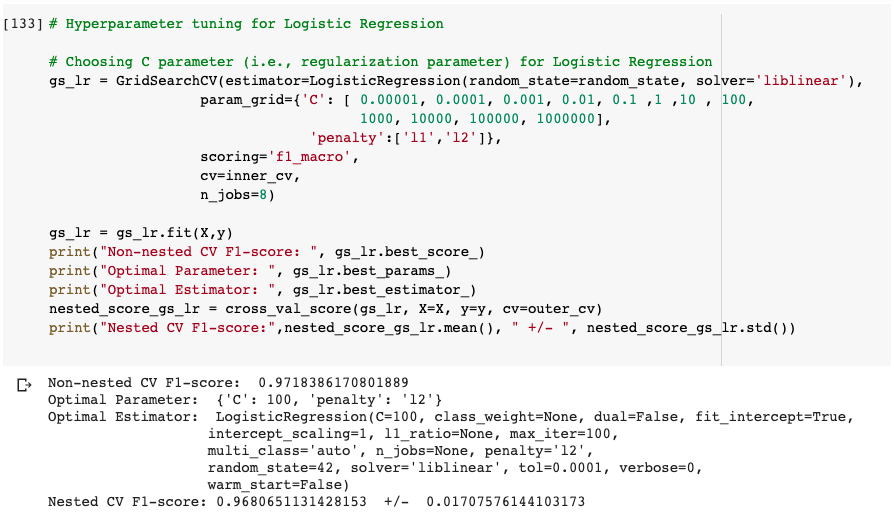 [133] # Hyperparameter tuning for Logistic Regression
# Choosing C parameter (i.e., regularization parameter) for Logistic Regression
gs_lr = GridSearchCV(estimator=LogisticRegression(random_state=random_state, solver='liblinear'),
param_grid={'C': [ 0.00001, 0.0001, 0.001, 0.01, 0.1 ,1 ,10 , 100,
1000, 10000, 100000, 1000000],
'penalty':['l1','l2']},
scoring='f1_macro',
cv=inner_cv,
n_jobs=8)
gs_lr = gs_lr.fit(X,y)
print("Non-nested CV F1-score: ", gs_lr.best_score_)
print("Optimal Parameter: ", gs_lr.best_params_)
print("Optimal Estimator: ", gs_lr.best_estimator_)
nested_score_gs_lr = cross_val_score(gs_lr, X=X, y=y, cv=outer_cv)
print("Nested CV F1-score:",nested_score_gs_lr.mean(), " +/- ", nested_score_gs_lr.std())
Non-nested CV F1-score:  0.9718386170801889
Optimal Parameter:  {'C': 100, 'penalty': 'l2'}
Optimal Estimator:  LogisticRegression(C=100, class_weight=None, dual=False, fit_intercept=True,
intercept_scaling=1, l1_ratio=None, max_iter=100,
multi_class='auto', n_jobs=None, penalty='l2',
random_state=42, solver='liblinear', tol=0.0001, verbose=0,
warm_start=False)
Nested CV F1-score: 0.9680651131428153  +/-  0.01707576144103173